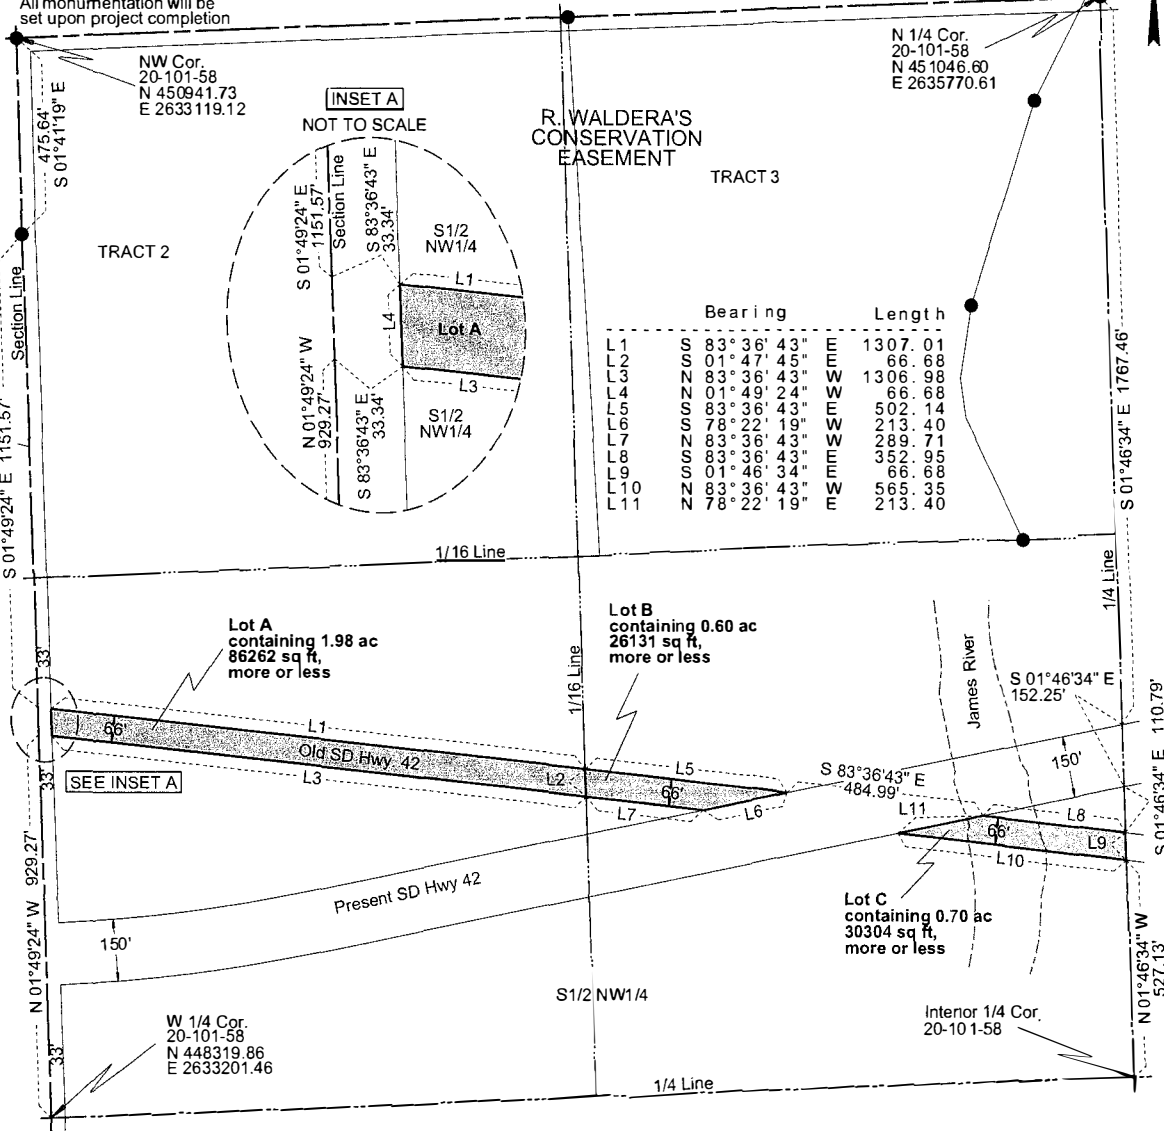 All monumentation will be
set upon project completion
NW Cor.
20-101-58
N 450941.73
E 2633119.12
N 1/4 Cor.
20-101-58
N 451046.60
E 2635770.61
475.64'
S 01°41'19" E
INSET A
NOT TO SCALE
R. WALDERA'S
CONSERVATION
EASEMENT
TRACT 3
TRACT 2
S 01°49'24" E
1151.57'
Section Line
S 83°36'43" E
33.34'
S1/2
NW1/4
L1
L4
Lot A
L3
N 01°49'24" W
929.27'
S 83°36'43" E
33.34'
S1/2
NW1/4
Bearing Length
L1 S 83° 36' 43" E 1307.01
L2 S 01° 47' 45" E 66.68
L3 N 83° 36' 43" W 1306.98
L4 N 01° 49' 24" W 66.68
L5 S 83° 36' 43" E 502.14
L6 S 78° 22' 19" W 213.40
L7 N 83° 36' 43" W 289.71
L8 S 83° 36' 43" E 352.95
L9 S 01° 46' 34" E 66.68
L10 N 83° 36' 43" W 565.35
L11 N 78° 22' 19" E 213.40
Section Line
S 01°49'24" E 1151.57'
S 01°46'34" E 1767.46'
1/16 Line
1/4 Line
Lot A
containing 1.98 ac
86262 sq ft,
more or less
Lot B
containing 0.60 ac
26131 sq ft,
more or less
1/16 Line
James River
S 01°46'34" E
152.25'
S 01°46'34" E 110.79'
33'
66'
L1
Old SD Hwy. 42
L3
L2
L5
66'
L7
L6
33'
SEE INSET A
S 83°36'43" E
484.99'
150'
L11
L8
66'
L9
L10
Present SD Hwy 42
150'
N 01°49'24" W 929.27'
Lot C
containing 0.70 ac
30304 sq ft,
more or less
S1/2 NW1/4
N 01°46'34" W
527.13'
W 1/4 Cor.
20-101-58
N 448319.86
E 2633201.46
Interior 1/4 Cor.
20-101-58
33'
1/4 Line